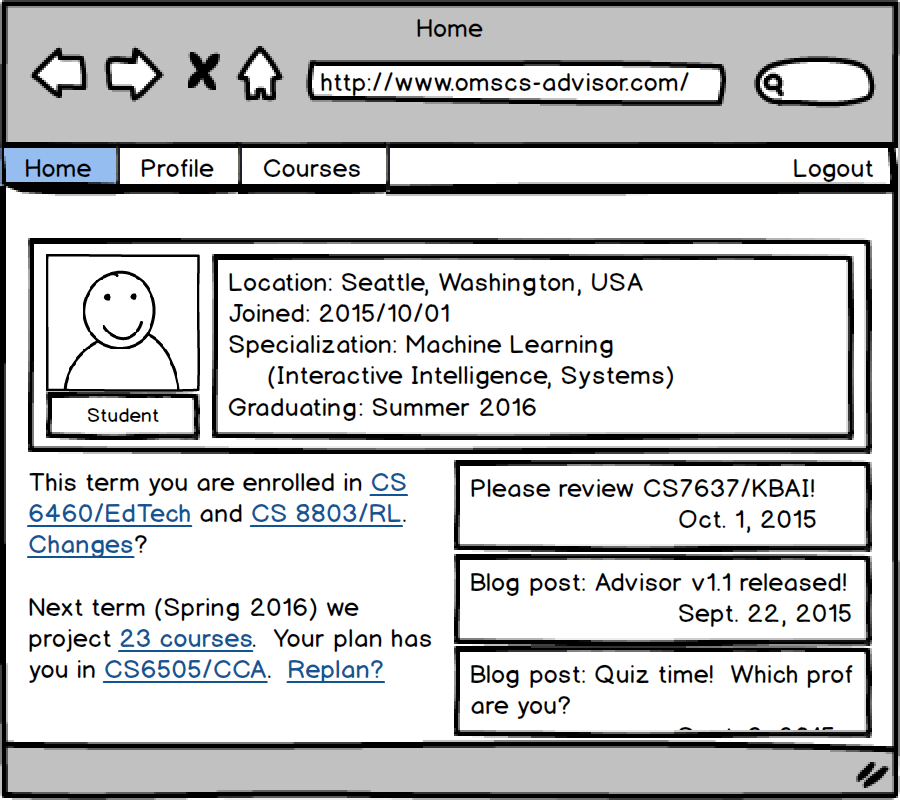 Home
http://www.omscs-advisor.com/
Home
Profile
Courses
Logout
Student
Location: Seattle, Washington, USA
Joined: 2015/10/01
Specialization: Machine Learning
(Interactive Intelligence, Systems)
Graduating: Summer 2016
This term you are enrolled in CS
6460/EdTech and CS 8803/RL.
Changes?
Next term (Spring 2016) we
project 23 courses. Your plan has
you in CS6505/CCA. Replan?
Please review CS7637/KBAI!
Oct. 1, 2015
Blog post: Advisor v1.1 released!
Sept. 22, 2015
Blog post: Quiz time! Which prof
are you?